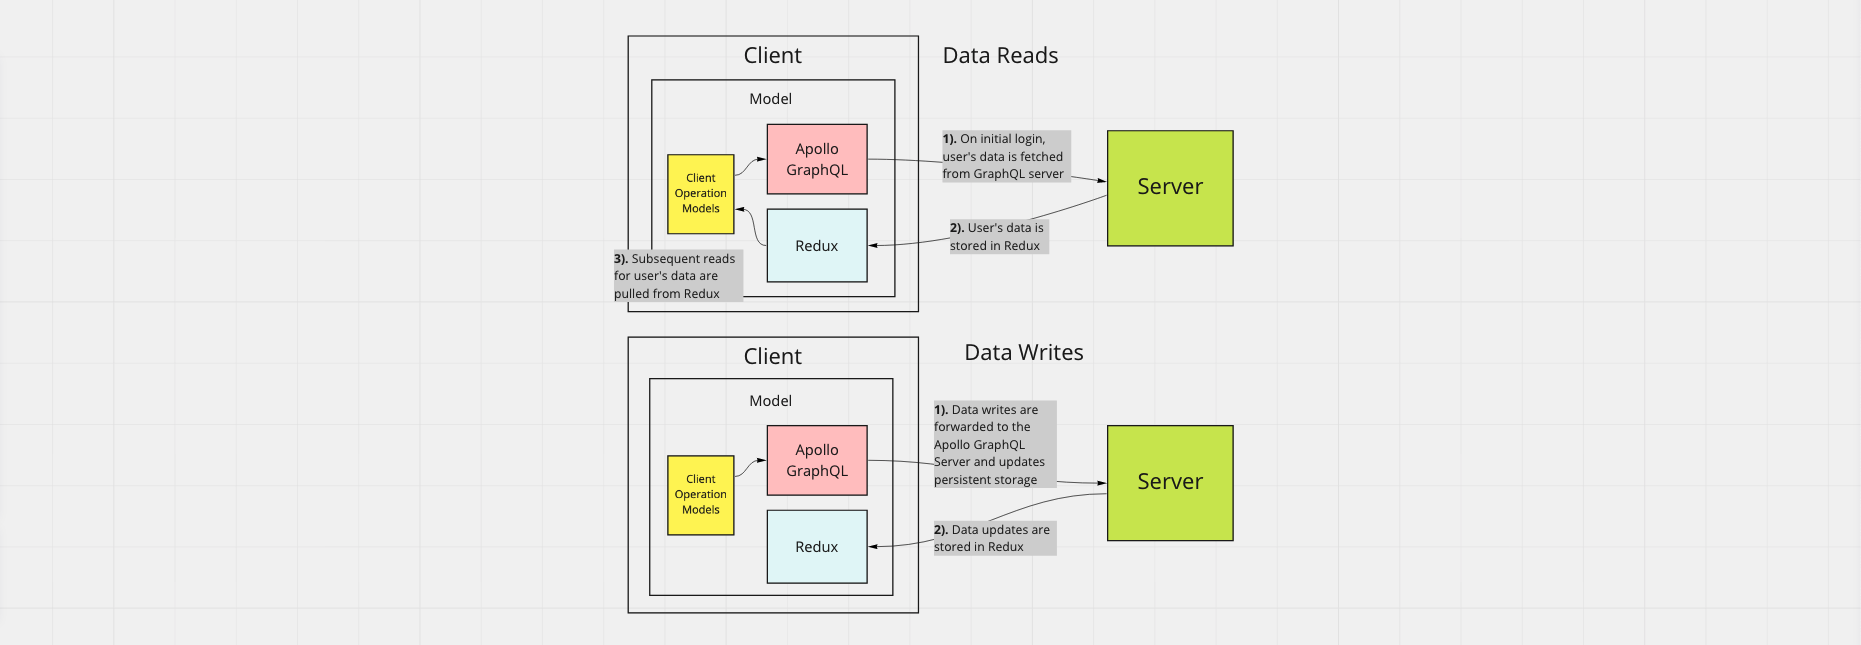 Client
Data Reads
Model
Apollo
GraphQL
Client
Operation
Models
Redux
1). On initial login,
user's data is fetched
from GraphQL server
2). User's data is
stored in Redux
3). Subsequent reads
for user's data are
pulled from Redux
Server
Client
Data Writes
Model
Apollo
GraphQL
Client
Operation
Models
Redux
1). Data writes are
forwarded to the
Apollo GraphQL
Server and updates
persistent storage
2). Data updates are
stored in Redux
Server